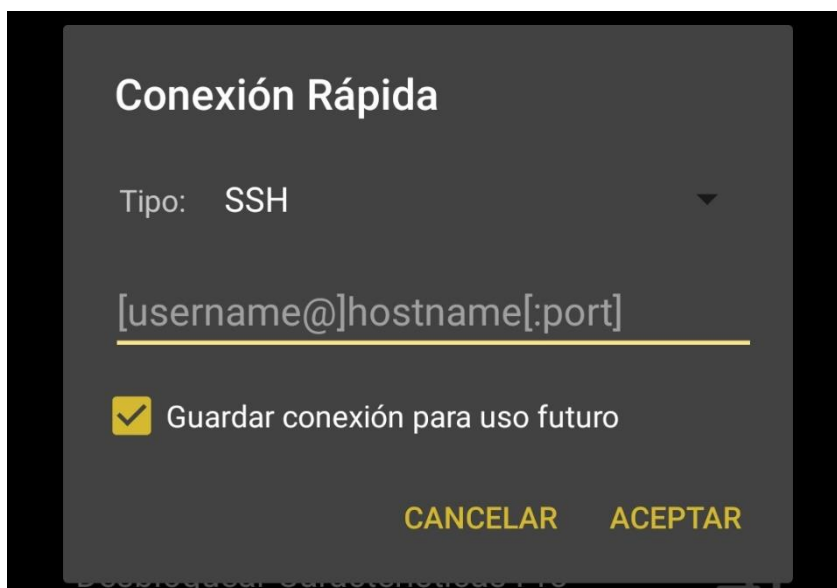 Conexión Rápida
Tipo: SSH
[username@]hostname[:port]
Guardar conexión para uso futuro
CANCELAR ACEPTAR